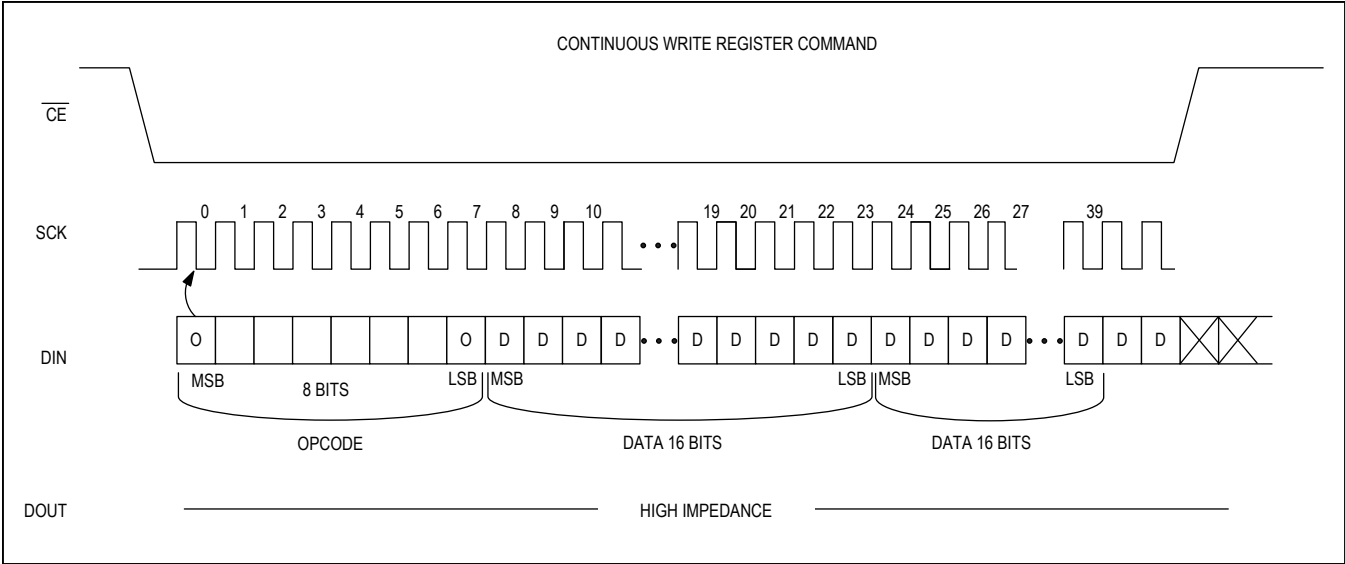 CONTINUOUS WRITE REGISTER COMMAND
CE
SCK
0 1 2 3 4 5 6 7 8 9 10 19 20 21 22 23 24 25 26 27 39
DIN
O O D D D D D D D D D D D D D D D D
MSB 8 BITS LSB MSB LSB MSB LSB
OPCODE DATA 16 BITS DATA 16 BITS
DOUT HIGH IMPEDANCE